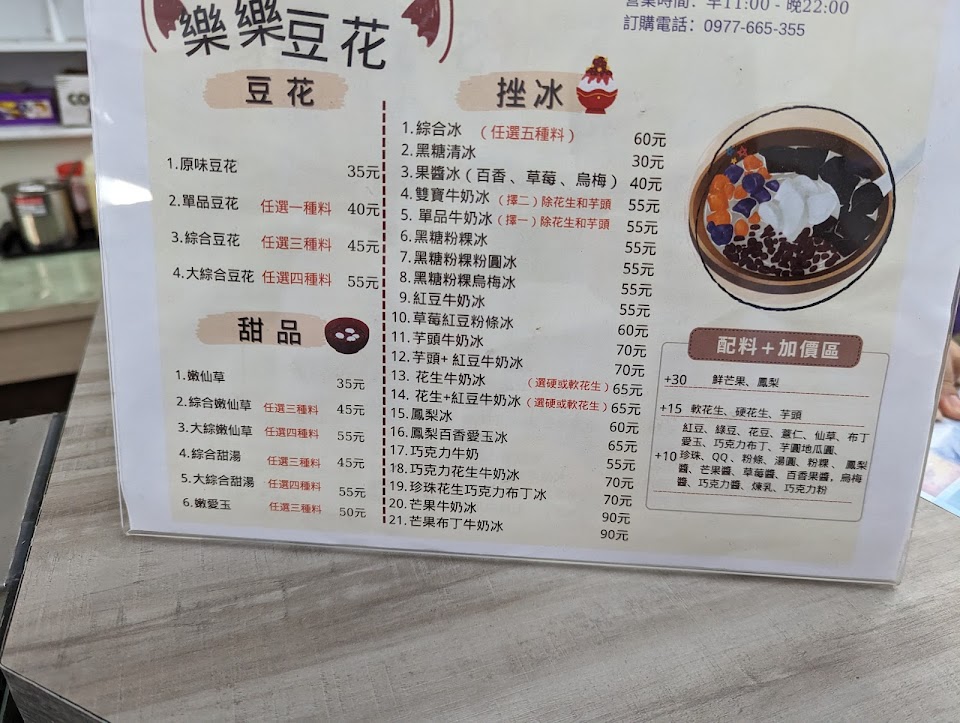 樂樂豆花
營業時間：早11:00 - 晚22:00
訂購電話：0977-665-355
豆花
1.原味豆花 35元
2.單品豆花 任選一種料 40元
3.綜合豆花 任選三種料 45元
4.大綜合豆花 任選四種料 55元
甜品
1.嫩仙草 35元
2.綜合嫩仙草 任選三種料 45元
3.大綜嫩仙草 任選四種料 55元
4.綜合甜湯 任選三種料 45元
5.大綜合甜湯 任選四種料 55元
6.嫩愛玉 任選三種料 50元
挫冰
1.綜合冰 （任選五種料） 60元
2.黑糖清冰 30元
3.果醬冰（百香、草莓、烏梅） 40元
4.雙寶牛奶冰（擇二）除花生和芋頭 55元
5.單品牛奶冰（擇一）除花生和芋頭 55元
6.黑糖粉粿冰 55元
7.黑糖粉粿粉圓冰 55元
8.黑糖粉粿烏梅冰 55元
9.紅豆牛奶冰 55元
10.草莓紅豆粉條冰 60元
11.芋頭牛奶冰 70元
12.芋頭+紅豆牛奶冰 70元
13.花生牛奶冰 （選硬或軟花生） 65元
14.花生+紅豆牛奶冰（選硬或軟花生） 65元
15.鳳梨冰 60元
16.鳳梨百香愛玉冰 65元
17.巧克力牛奶 55元
18.巧克力花生牛奶冰 70元
19.珍珠花生巧克力布丁冰 70元
20.芒果牛奶冰 90元
21.芒果布丁牛奶冰 90元
配料+加價區
+30 鮮芒果、鳳梨
+15 軟花生、硬花生、芋頭
紅豆、綠豆、花豆、薏仁、仙草、布丁
愛玉、巧克力布丁、芋圓地瓜圓、
+10 珍珠、QQ、粉條、湯圓、粉粿、鳳梨
醬、芒果醬、草莓醬、百香果醬，烏梅
醬、巧克力醬、煉乳、巧克力粉